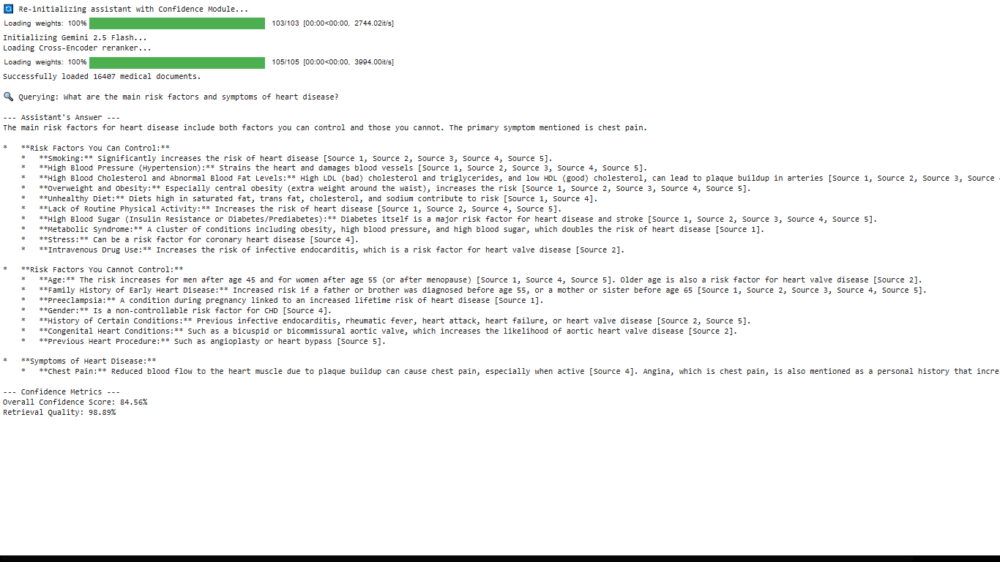 Re-initializing assistant with Confidence Module...
Loading weights: 100% 103/103 [00:00<00:00, 2744.02it/s]
Initializing Gemini 2.5 Flash...
Loading Cross-Encoder reranker...
Loading weights: 100% 105/105 [00:00<00:00, 3994.00it/s]
Successfully loaded 16407 medical documents.
Querying: What are the main risk factors and symptoms of heart disease?
--- Assistant's Answer ---
The main risk factors for heart disease include both factors you can control and those you cannot. The primary symptom mentioned is chest pain.
* **Risk Factors You Can Control:**
* **Smoking:** Significantly increases the risk of heart disease [Source 1, Source 2, Source 3, Source 4, Source 5].
* **High Blood Pressure (Hypertension):** Strains the heart and damages blood vessels [Source 1, Source 2, Source 3, Source 4, Source 5].
* **High Blood Cholesterol and Abnormal Blood Fat Levels:** High LDL (bad) cholesterol and triglycerides, and low HDL (good) cholesterol, can lead to plaque buildup in arteries [Source 1, Source 2, Source 3, Source
* **Overweight and Obesity:** Especially central obesity (extra weight around the waist), increases the risk [Source 1, Source 2, Source 3, Source 4, Source 5].
* **Unhealthy Diet:** Diets high in saturated fat, trans fat, cholesterol, and sodium contribute to risk [Source 1, Source 4].
* **Lack of Routine Physical Activity:** Increases the risk of heart disease [Source 1, Source 2, Source 4, Source 5].
* **High Blood Sugar (Insulin Resistance or Diabetes/Prediabetes):** Diabetes itself is a major risk factor for heart disease and stroke [Source 1, Source 2, Source 3, Source 4, Source 5].
* **Metabolic Syndrome:** A cluster of conditions including obesity, high blood pressure, and high blood sugar, which doubles the risk of heart disease [Source 1].
* **Stress:** Can be a risk factor for coronary heart disease [Source 4].
* **Intravenous Drug Use:** Increases the risk of infective endocarditis, which is a risk factor for heart valve disease [Source 2].
* **Risk Factors You Cannot Control:**
* **Age:** The risk increases for men after age 45 and for women after age 55 (or after menopause) [Source 1, Source 4, Source 5]. Older age is also a risk factor for heart valve disease [Source 2].
* **Family History of Early Heart Disease:** Increased risk if a father or brother was diagnosed before age 55, or a mother or sister before age 65 [Source 1, Source 2, Source 3, Source 4, Source 5].
* **Preeclampsia:** A condition during pregnancy linked to an increased lifetime risk of heart disease [Source 1].
* **Gender:** Is a non-controllable risk factor for CHD [Source 4].
* **History of Certain Conditions:** Previous infective endocarditis, rheumatic fever, heart attack, heart failure, or heart valve disease [Source 2, Source 5].
* **Congenital Heart Conditions:** Such as a bicuspid or bicommissural aortic valve, which increases the likelihood of aortic heart valve disease [Source 2].
* **Previous Heart Procedure:** Such as angioplasty or heart bypass [Source 5].
* **Symptoms of Heart Disease:**
* **Chest Pain:** Reduced blood flow to the heart muscle due to plaque buildup can cause chest pain, especially when active [Source 4]. Angina, which is chest pain, is also mentioned as a personal history that incre
--- Confidence Metrics ---
Overall Confidence Score: 84.56%
Retrieval Quality: 98.89%